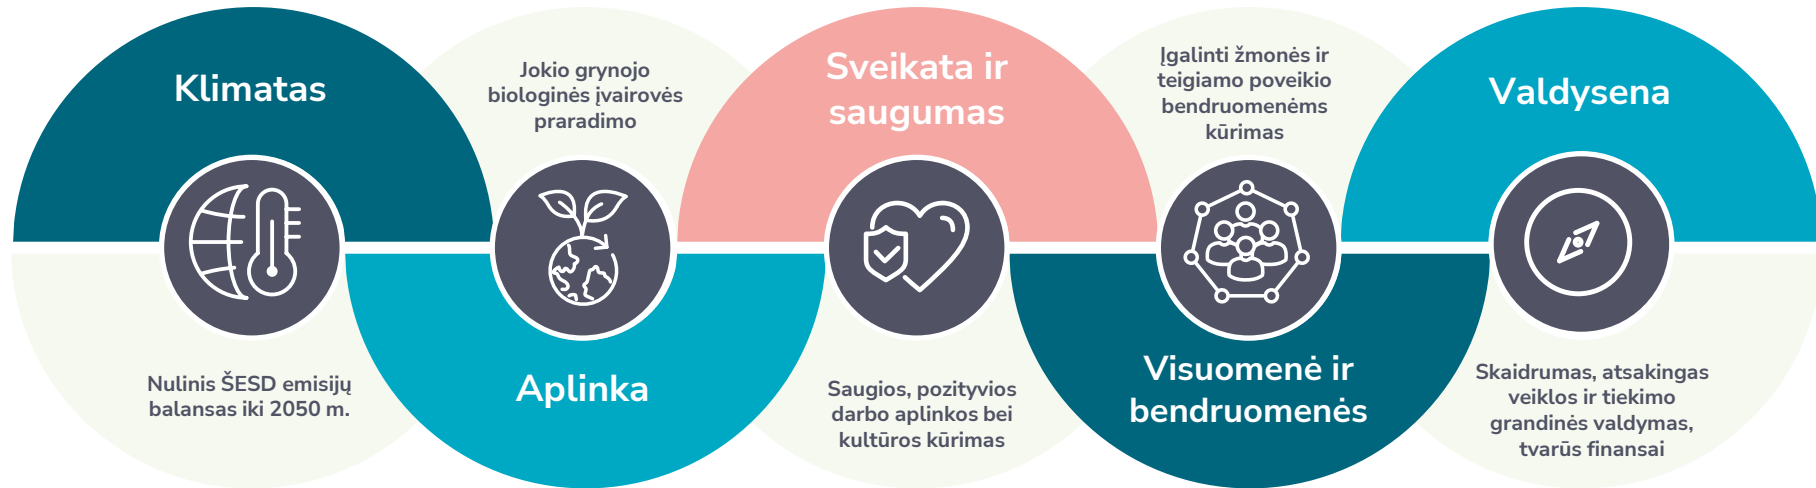 Klimatas
Nulinis ŠESD emisijų
balansas iki 2050 m.
Jokio grynojo
biologinės įvairovės
praradimo
Aplinka
Sveikata ir
saugumas
Saugios, pozityvios
darbo aplinkos bei
kultūros kūrimas
Įgalinti žmonės ir
teigiamo poveikio
bendruomenėms
kūrimas
Visuomenė ir
bendruomenės
Valdysena
Skaidrumas, atsakingas
veiklos ir tiekimo
grandinės valdymas,
tvarūs finansai